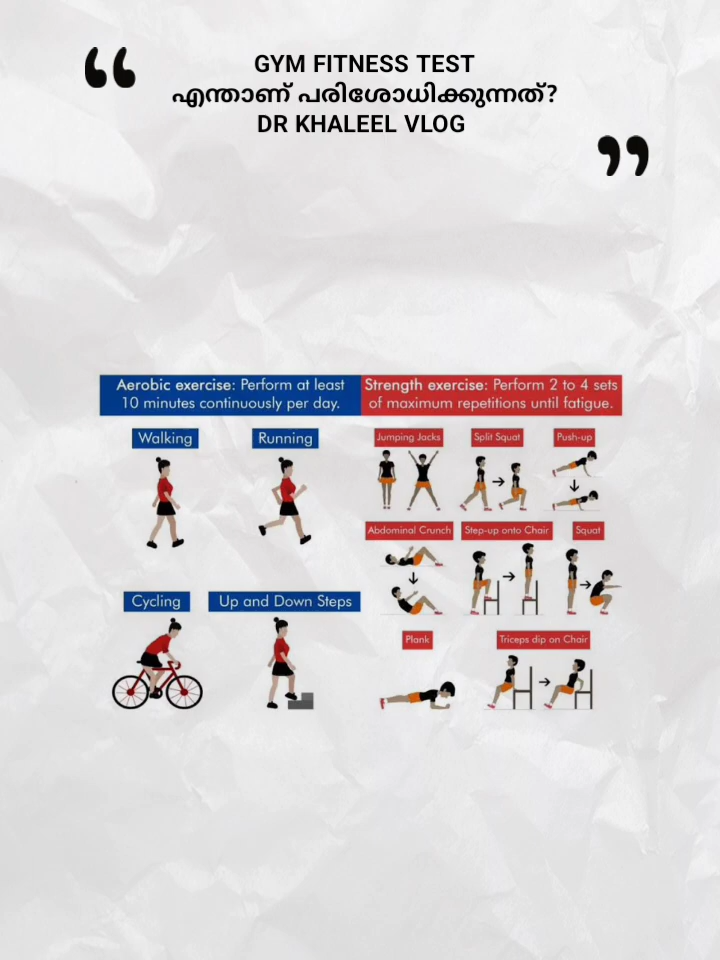 GYM FITNESS TEST
എന്താണ് പരിശോധിക്കുന്നത്?
DR KHALEEL VLOG
Aerobic exercise: Perform at least
10 minutes continuously per day.
Strength exercise: Perform 2 to 4 sets
of maximum repetitions until fatigue.
Walking
Running
Jumping Jacks
Split Squat
Push-up
Abdominal Crunch
Step-up onto Chair
Squat
Cycling
Up and Down Steps
Plank
Triceps dip on Chair